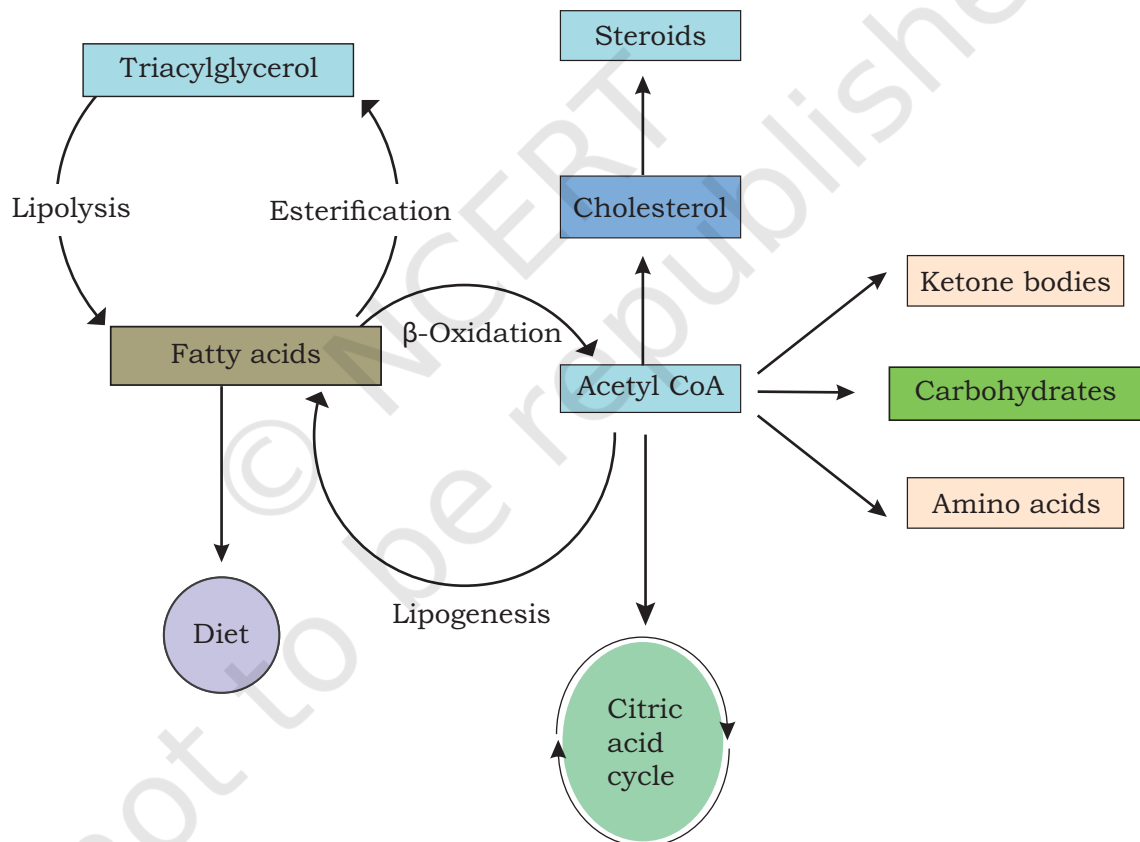 Steroids
Triacylglycerol
Cholesterol
Lipolysis
Esterification
Ketone bodies
β-Oxidation
Fatty acids
Acetyl CoA
Carbohydrates
Amino acids
Lipogenesis
Diet
Citric
acid
cycle
© NCERT
not to be republishe